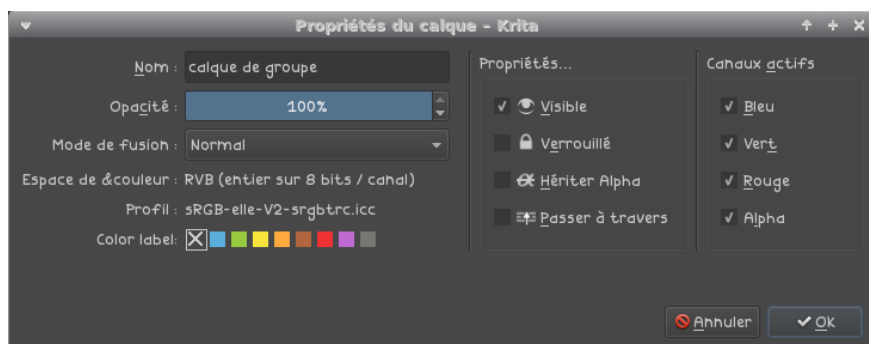 Propriétés du calque - Krita
Nom : calque de groupe
Opacité : 100%
Mode de fusion : Normal
Espace de &couleur : RVB (entier sur 8 bits / canal)
Profil : sRGB-elle-V2-srgbtrc.icc
Color label:
Propriétés...
Visible
Verrouillé
Hériter Alpha
Passer à travers
Canaux actifs
Bleu
Vert
Rouge
Alpha
Annuler
OK